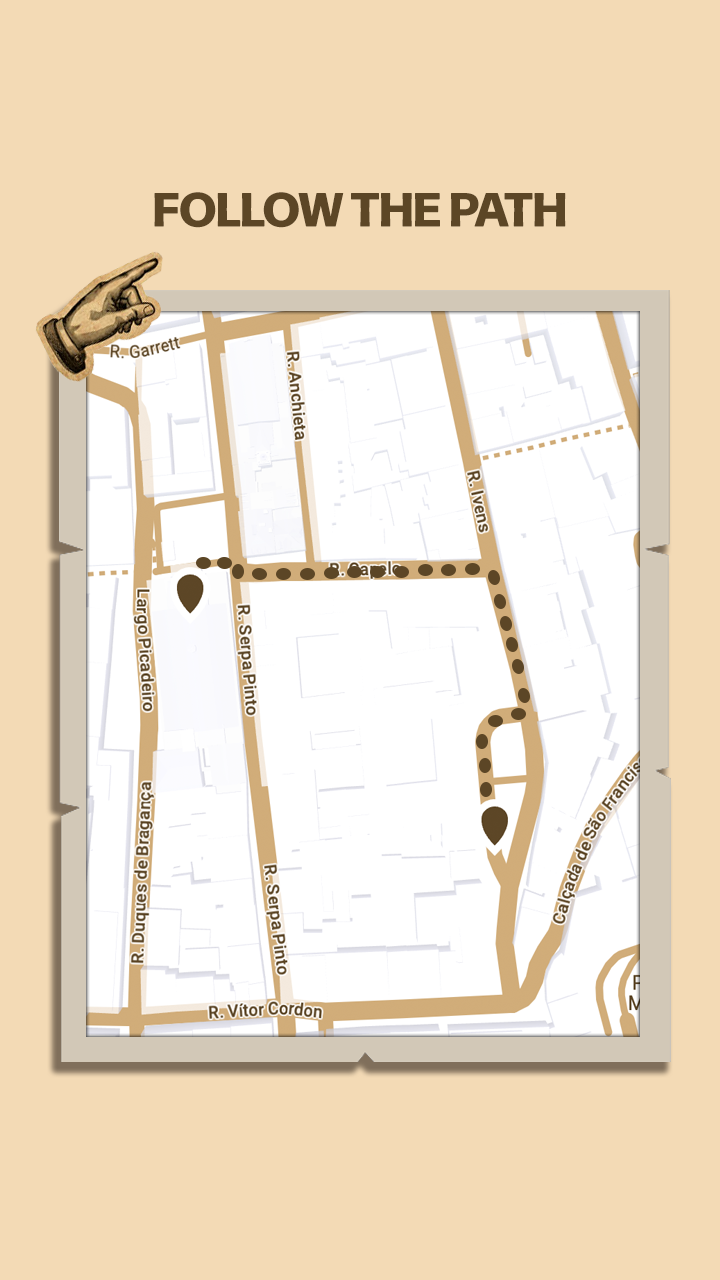 FOLLOW THE PATH
R. Garrett
R. Anchieta
R. Ivens
R. Capelo
Largo Picadeiro
R. Serpa Pinto
R. Duques de Bragança
R. Serpa Pinto
Calçada de São Francis
R. Vítor Cordon
F
M